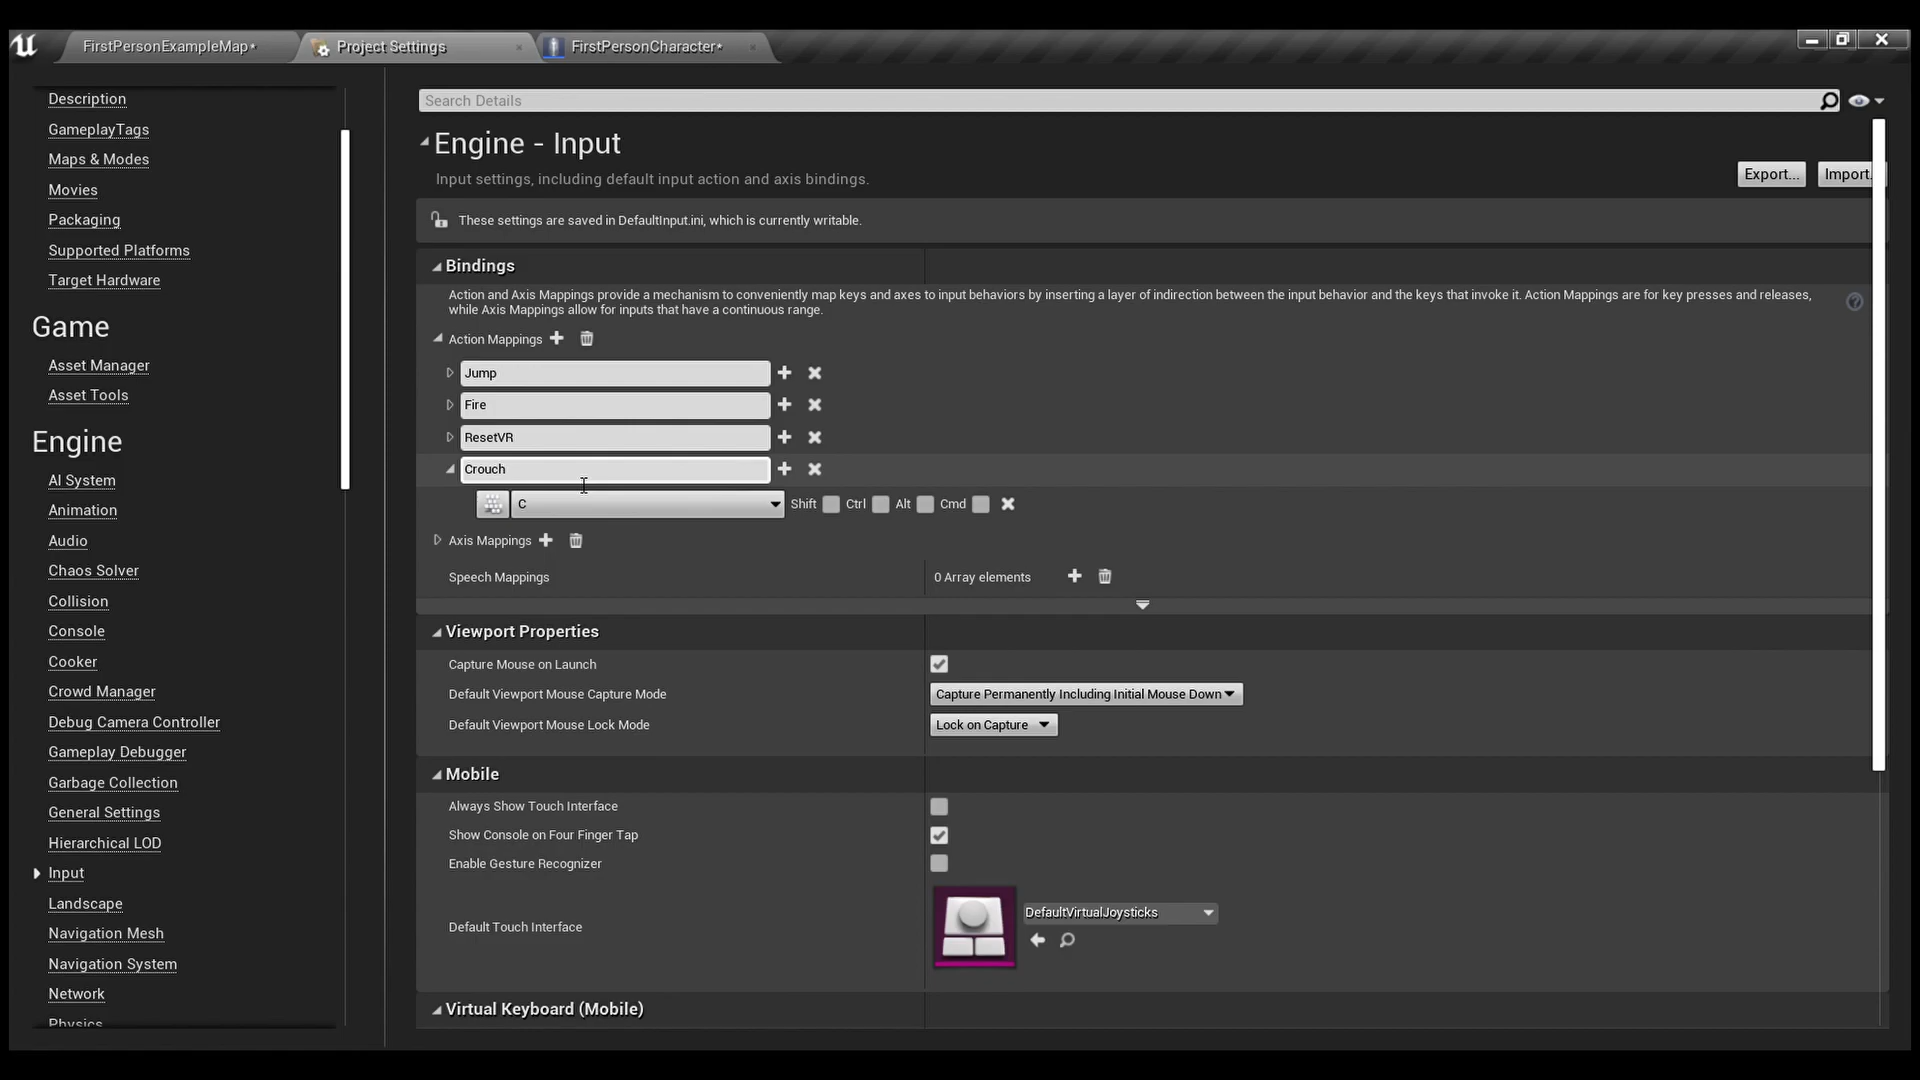 FirstPersonExampleMap*
Project Settings
FirstPersonCharacter*
Description
GameplayTags
Maps & Modes
Movies
Packaging
Supported Platforms
Target Hardware
Game
Asset Manager
Asset Tools
Engine
AI System
Animation
Audio
Chaos Solver
Collision
Console
Cooker
Crowd Manager
Debug Camera Controller
Gameplay Debugger
Garbage Collection
General Settings
Hierarchical LOD
Input
Landscape
Navigation Mesh
Navigation System
Network
Physics
Search Details
Engine - Input
Input settings, including default input action and axis bindings.
Export...
Import.
These settings are saved in DefaultInput.ini, which is currently writable.
Bindings
Action and Axis Mappings provide a mechanism to conveniently map keys and axes to input behaviors by inserting a layer of indirection between the input behavior and the keys that invoke it. Action Mappings are for key presses and releases,
while Axis Mappings allow for inputs that have a continuous range.
Action Mappings
Jump
Fire
ResetVR
Crouch
C Shift Ctrl Alt Cmd
Axis Mappings
Speech Mappings 0 Array elements
Viewport Properties
Capture Mouse on Launch
Default Viewport Mouse Capture Mode Capture Permanently Including Initial Mouse Down
Default Viewport Mouse Lock Mode Lock on Capture
Mobile
Always Show Touch Interface
Show Console on Four Finger Tap
Enable Gesture Recognizer
Default Touch Interface DefaultVirtualJoysticks
Virtual Keyboard (Mobile)